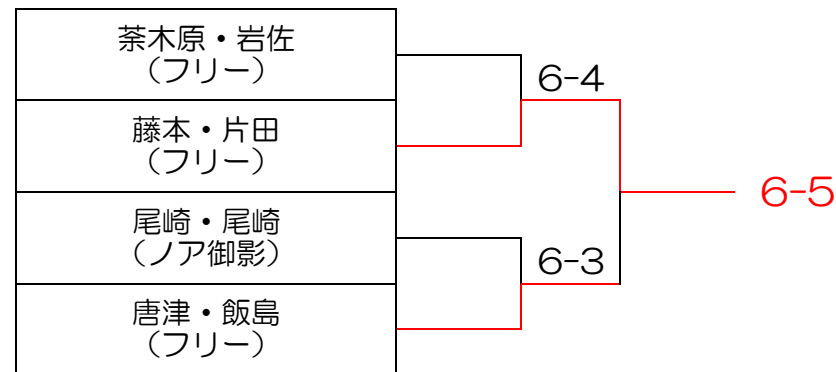 茶木原・岩佐
（フリー）
6-4
藤本・片田
（フリー）
6-5
尾崎・尾崎
（ノア御影）
6-3
唐津・飯島
（フリー）